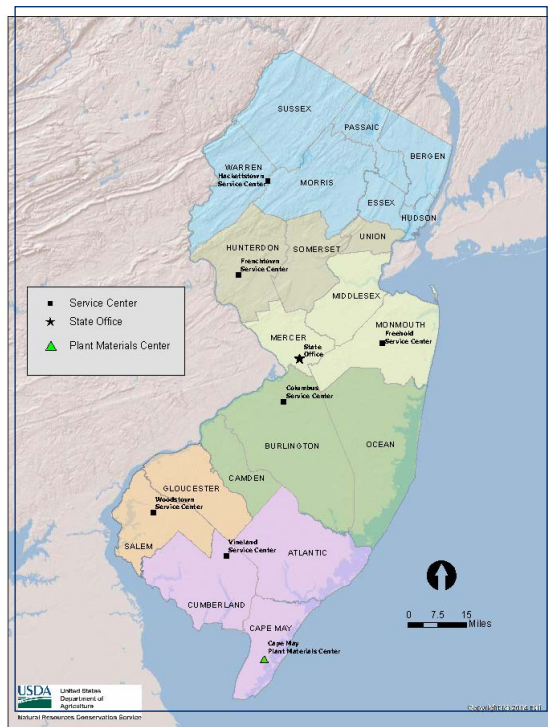 SUSSEX
PASSAIC
BERGEN
WARREN
Hackettstown
Service Center
MORRIS
ESSEX
HUDSON
UNION
HUNTERDON
SOMERSET
Frenchtown
Service Center
MIDDLESEX
Service Center
State Office
Plant Materials Center
MONMOUTH
Freehold
Service Center
MERCER
State
Office
Columbus
Service Center
BURLINGTON
OCEAN
CAMDEN
GLOUCESTER
Woodstown
Service Center
SALEM
Vineland
Service Center
ATLANTIC
CUMBERLAND
CAPE MAY
Cape May
Plant Materials Center
0 7.5 15
Miles
USDA
United States
Department of
Agriculture
Natural Resources Conservation Service